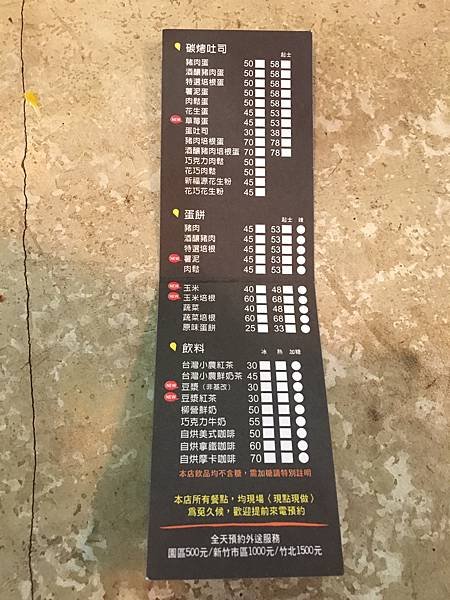 碳烤吐司
起士
豬肉蛋 50 58
酒釀豬肉蛋 50 58
特選培根蛋 50 58
薯泥蛋 50 58
肉鬆蛋 50 58
花生蛋 45 53
NEW 草莓蛋 45 53
蛋吐司 30 38
豬肉培根蛋 70 78
酒釀豬肉培根蛋 70 78
巧克力肉鬆 50
花巧肉鬆 50
新福源花生粉 45
花巧花生粉 45
蛋餅
起士 辣
豬肉 45 53
酒釀豬肉 45 53
特選培根 45 53
NEW 薯泥 45 53
肉鬆 45 53
NEW 玉米 40 48
NEW 玉米培根 60 68
蔬菜 40 48
蔬菜培根 60 68
原味蛋餅 25 33
飲料
冰 熱 加糖
台灣小農紅茶 30
台灣小農鮮奶茶 45
NEW 豆漿（非基改） 30
NEW 豆漿紅茶 30
柳營鮮奶 50
巧克力牛奶 55
自烘美式咖啡 50
自烘拿鐵咖啡 60
自烘摩卡咖啡 70
本店飲品均不含糖，需加糖請特別註明
本店所有餐點，均現場〈現點現做〉
為免久候，歡迎提前來電預約
全天預約外送服務
園區500元/新竹市區1000元/竹北1500元